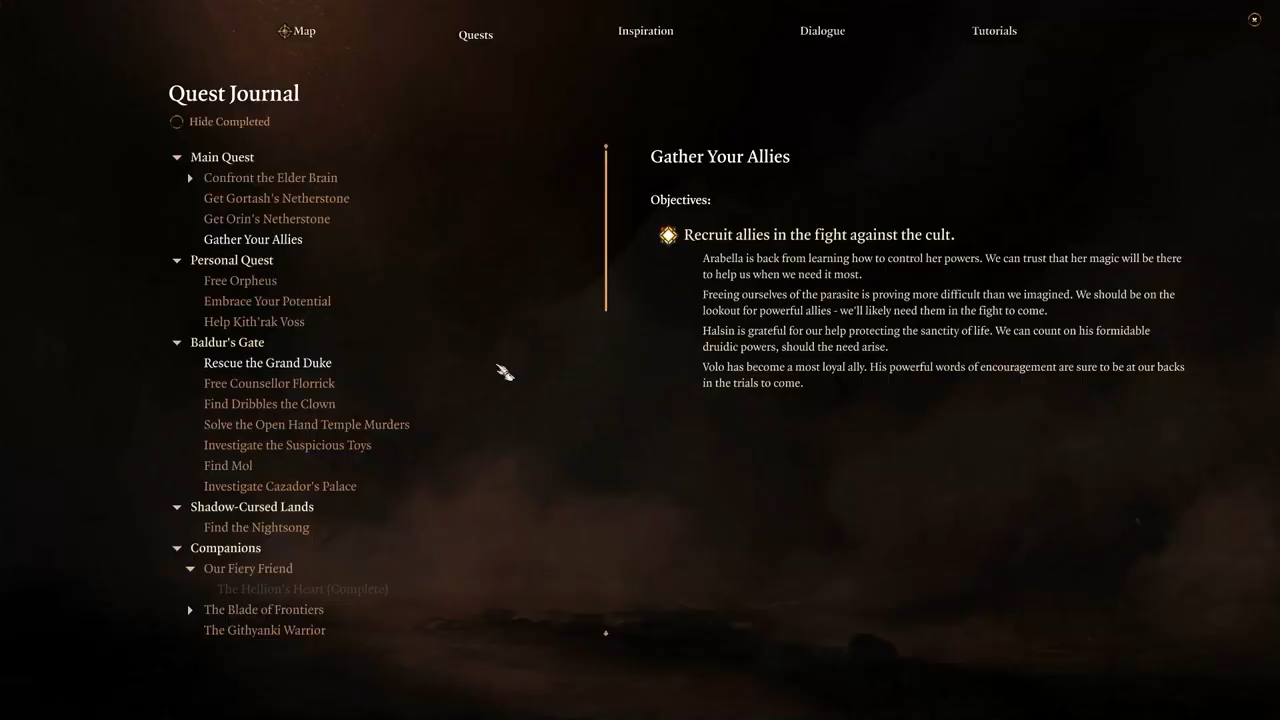 Map
Quests
Inspiration
Dialogue
Tutorials
Quest Journal
Hide Completed
Main Quest
Confront the Elder Brain
Get Gortash's Netherstone
Get Orin's Netherstone
Gather Your Allies
Personal Quest
Free Orpheus
Embrace Your Potential
Help Kith'rak Voss
Baldur's Gate
Rescue the Grand Duke
Free Counsellor Florrick
Find Dribbles the Clown
Solve the Open Hand Temple Murders
Investigate the Suspicious Toys
Find Mol
Investigate Cazador's Palace
Shadow-Cursed Lands
Find the Nightsong
Companions
Our Fiery Friend
The Hellion's Heart (Complete)
The Blade of Frontiers
The Githyanki Warrior
Gather Your Allies
Objectives:
Recruit allies in the fight against the cult.
Arabella is back from learning how to control her powers. We can trust that her magic will be there
to help us when we need it most.
Freeing ourselves of the parasite is proving more difficult than we imagined. We should be on the
lookout for powerful allies - we'll likely need them in the fight to come.
Halsin is grateful for our help protecting the sanctity of life. We can count on his formidable
druidic powers, should the need arise.
Volo has become a most loyal ally. His powerful words of encouragement are sure to be at our backs
in the trials to come.